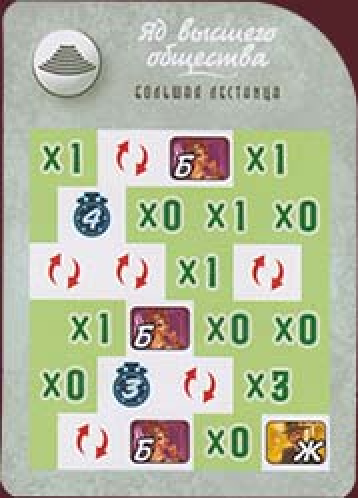 Яд высшего
общества
БОЛЬШАЯ ЛЕСТНИЦА
X1 Б X1
4 X0 X1 X0
X1
X1 Б X0 X0
X0 3 X3
Б X0 Ж